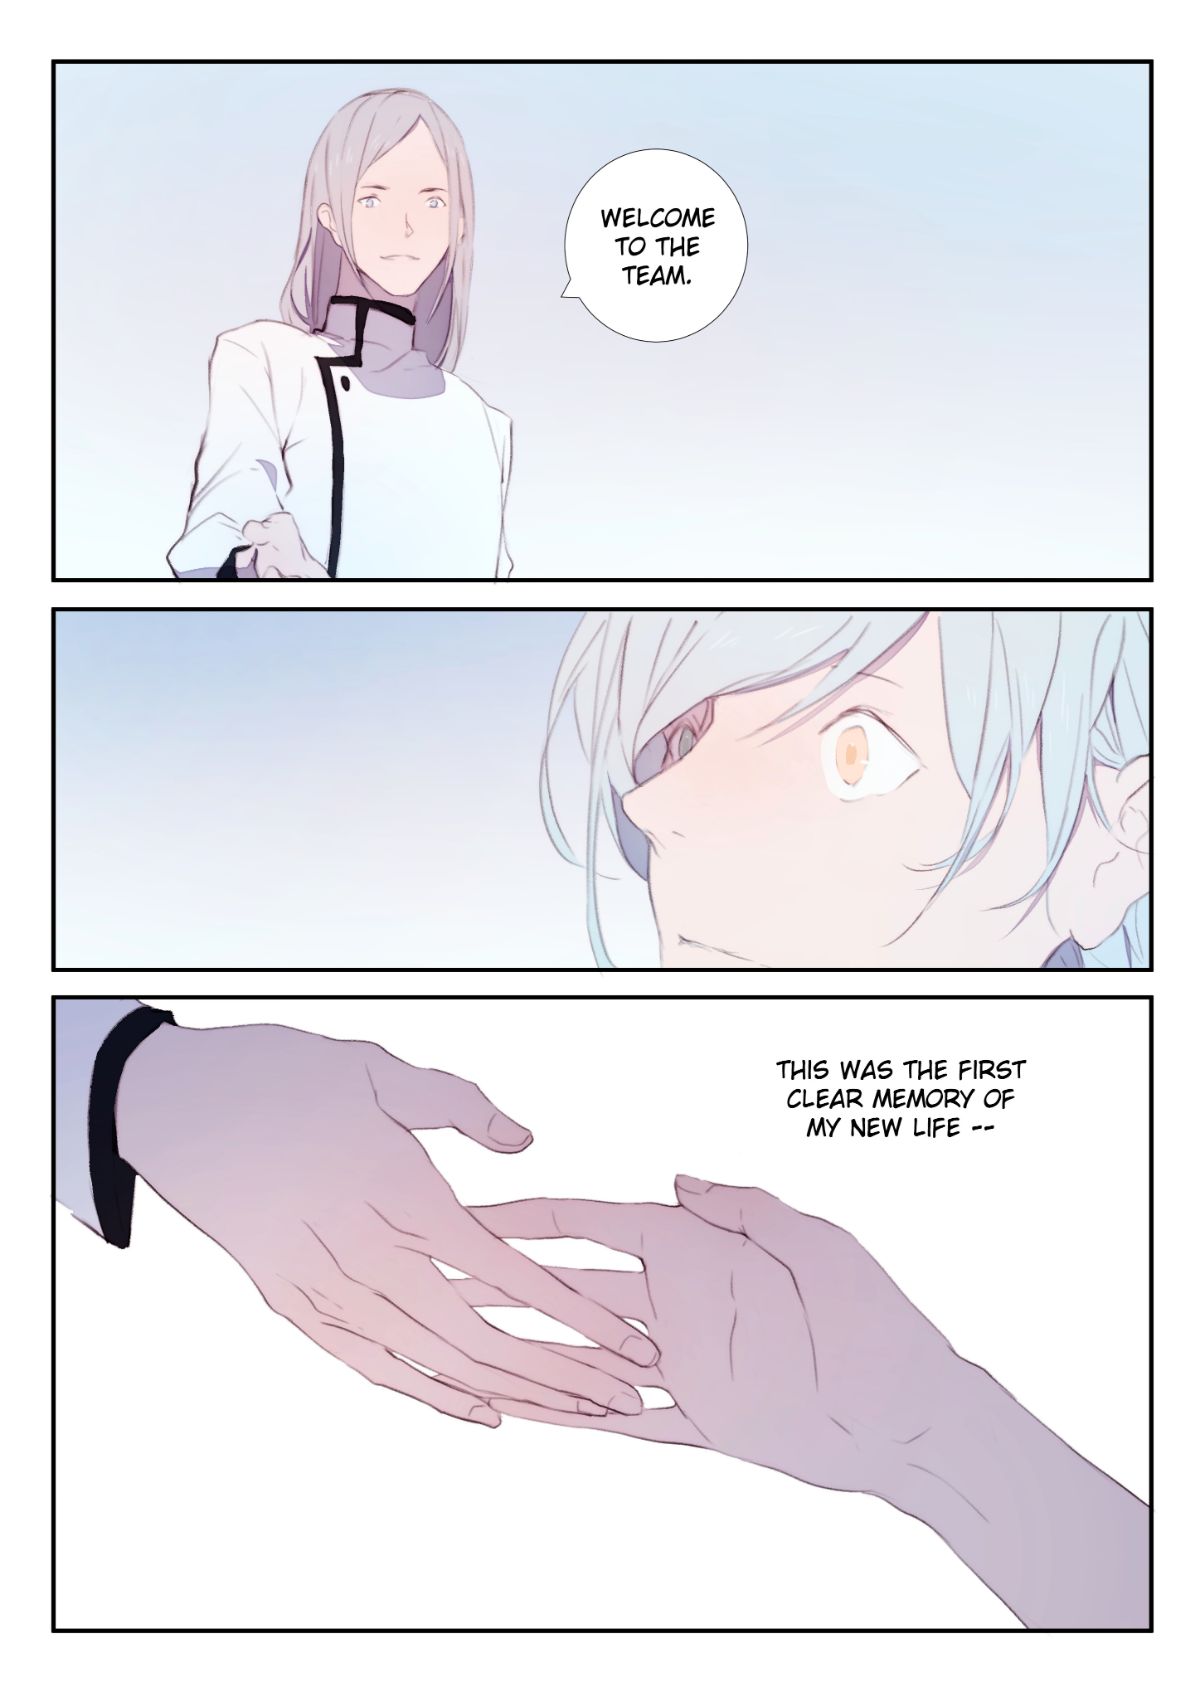 WELCOME
TO THE
TEAM.
THIS WAS THE FIRST
CLEAR MEMORY OF
MY NEW LIFE --